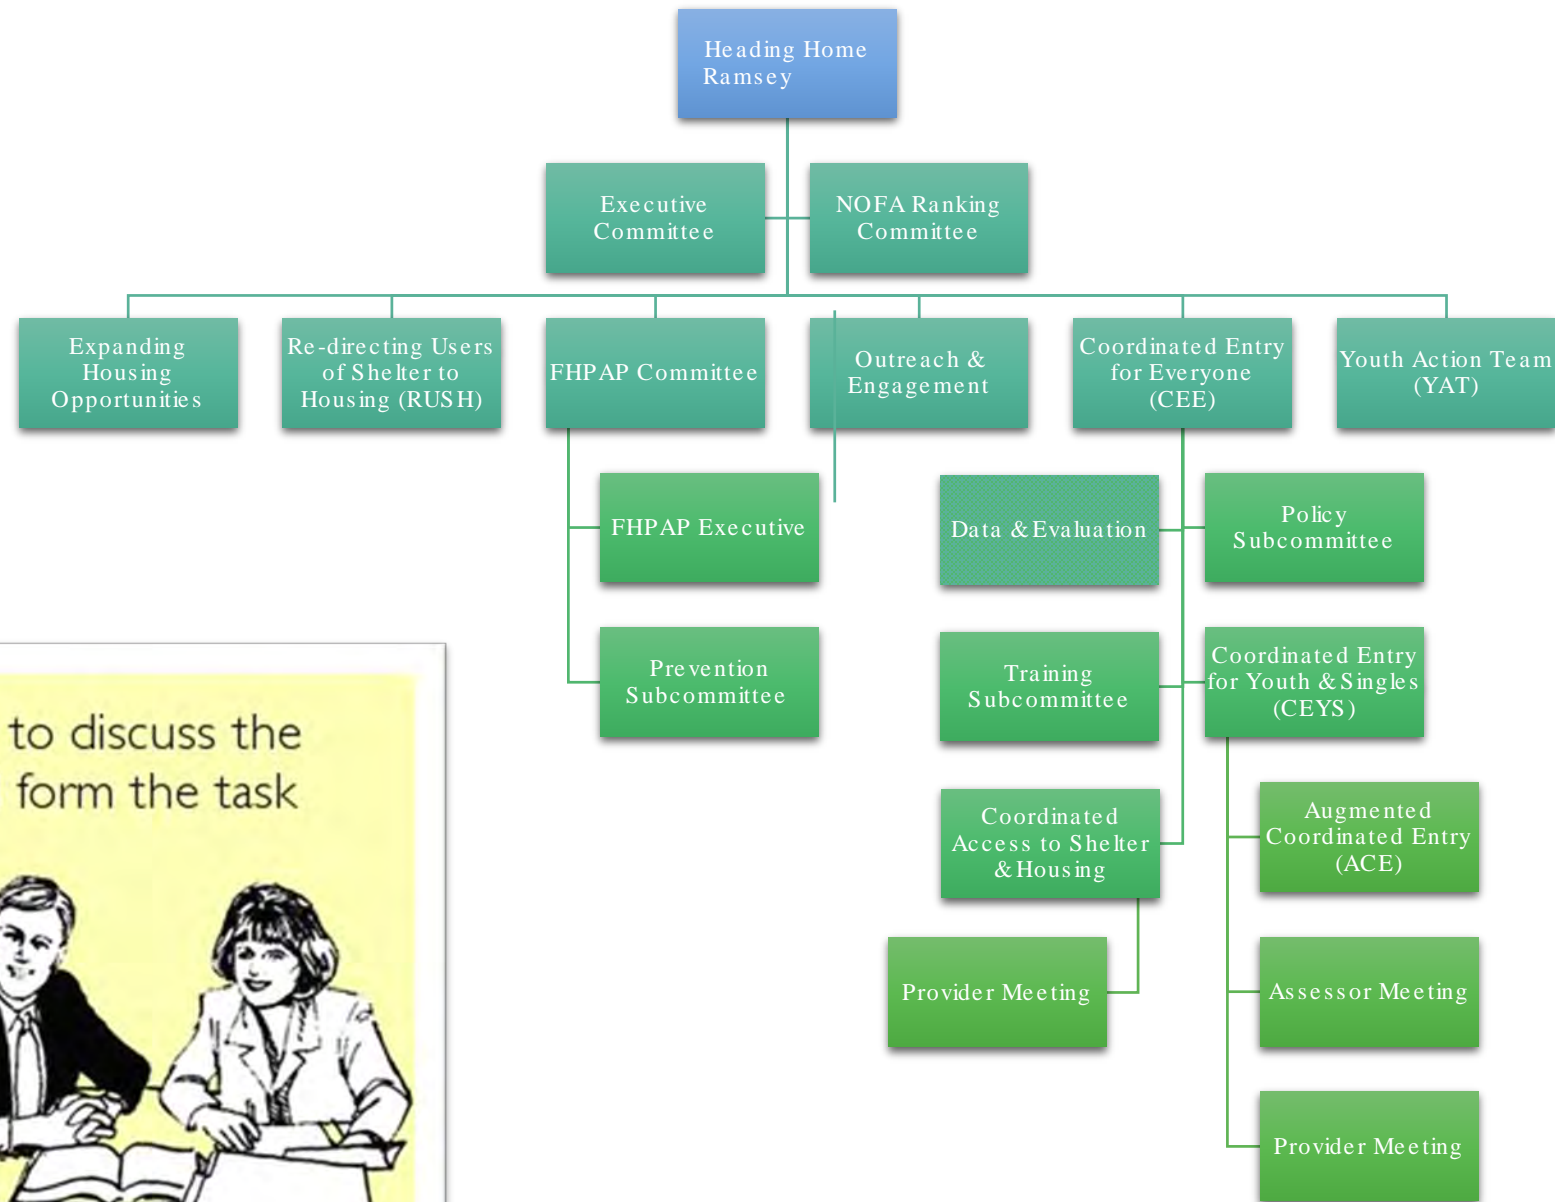 Heading Home
Ramsey
Executive
Committee
NOFA Ranking
Committee
Expanding
Housing
Opportunities
Re-directing Users
of Shelter to
Housing (RUSH)
FHPAP Committee
Outreach &
Engagement
Coordinated Entry
for Everyone
(CEE)
Youth Action Team
(YAT)
FHPAP Executive
Data & Evaluation
Policy
Subcommittee
Prevention
Subcommittee
Training
Subcommittee
Coordinated Entry
for Youth & Singles
(CEYS)
Coordinated
Access to Shelter
& Housing
Augmented
Coordinated Entry
(ACE)
Provider Meeting
Assessor Meeting
Provider Meeting
to discuss the
form the task